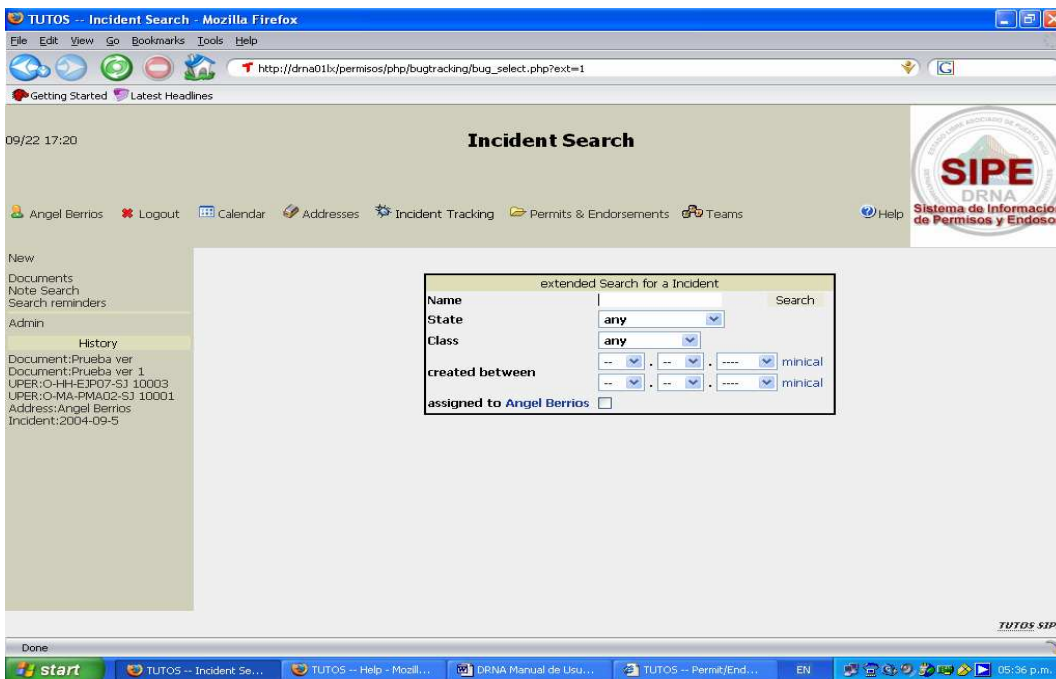 TUTOS -- Incident Search - Mozilla Firefox
File Edit View Go Bookmarks Tools Help
http://drna01lx/permisos/php/bugtracking/bug_select.php?ext=1
Getting Started Latest Headlines
09/22 17:20
Incident Search
ESTADO LIBRE ASOCIADO DE PUERTO RICO
SIPE
DRNA
Sistema de Informacio
de Permisos y Endoso
Angel Berrios Logout Calendar Addresses Incident Tracking Permits & Endorsements Teams Help
New
Documents
Note Search
Search reminders
Admin
History
Document:Prueba ver
Document:Prueba ver 1
UPER:O-HH-EJP07-SJ 10003
UPER:O-MA-PMA02-SJ 10001
Address:Angel Berrios
Incident:2004-09-5
extended Search for a Incident
Name Search
State any
Class any
created between -- . -- . ---- minical
-- . -- . ---- minical
assigned to Angel Berrios
TUTOS SIP
Done
start TUTOS -- Incident Se... TUTOS -- Help - Mozill... DRNA Manual de Usu... TUTOS -- Permit/End... EN 05:36 p.m.